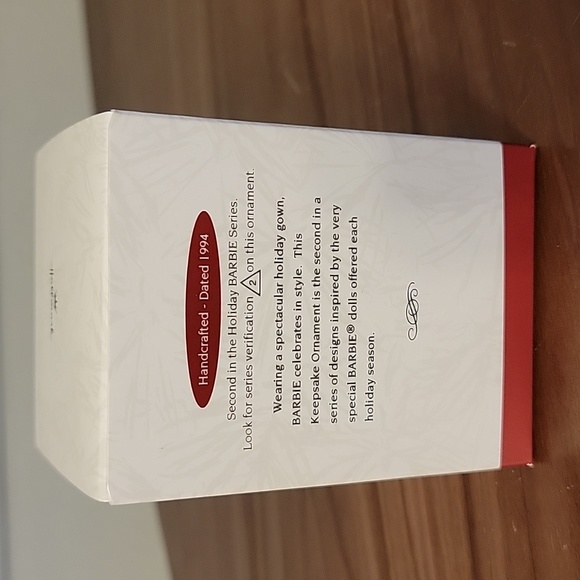 Handcrafted - Dated 1994
Second in the Holiday BARBIE Series.
Look for series verification 2 on this ornament.
Wearing a spectacular holiday gown,
BARBIE celebrates in style. This
Keepsake Ornament is the second in a
series of designs inspired by the very
special BARBIE® dolls offered each
holiday season.